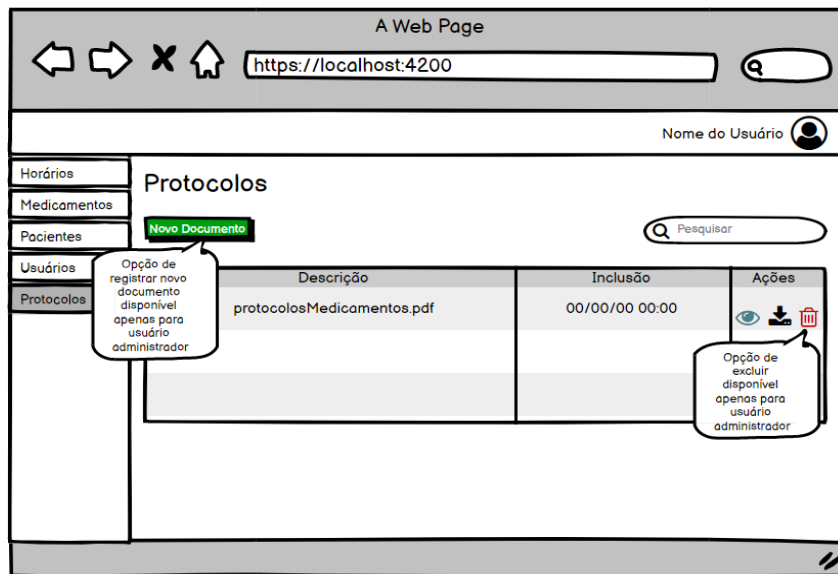 A Web Page
https://localhost:4200
Nome do Usuário
Horários
Medicamentos
Pacientes
Usuários
Protocolos
Protocolos
Novo Documento
Pesquisar
Opção de
registrar novo
documento
disponível
apenas para
usuário
administrador
Descrição
Inclusão
Ações
protocolosMedicamentos.pdf
00/00/00 00:00
Opção de
excluir
disponível
apenas para
usuário
administrador